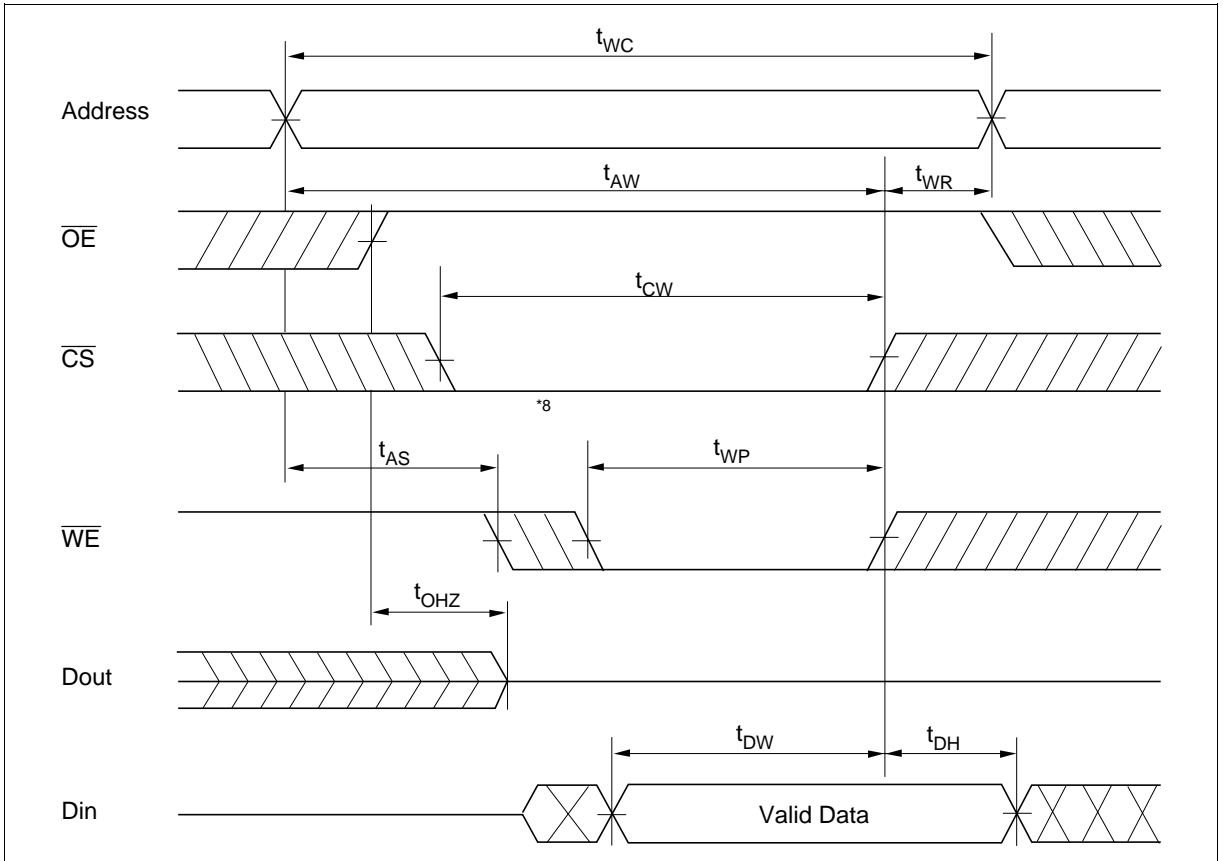 tWC
Address
tAW
tWR
OE
tCW
CS
*8
tAS
tWP
WE
tOHZ
Dout
tDW
tDH
Din
Valid Data